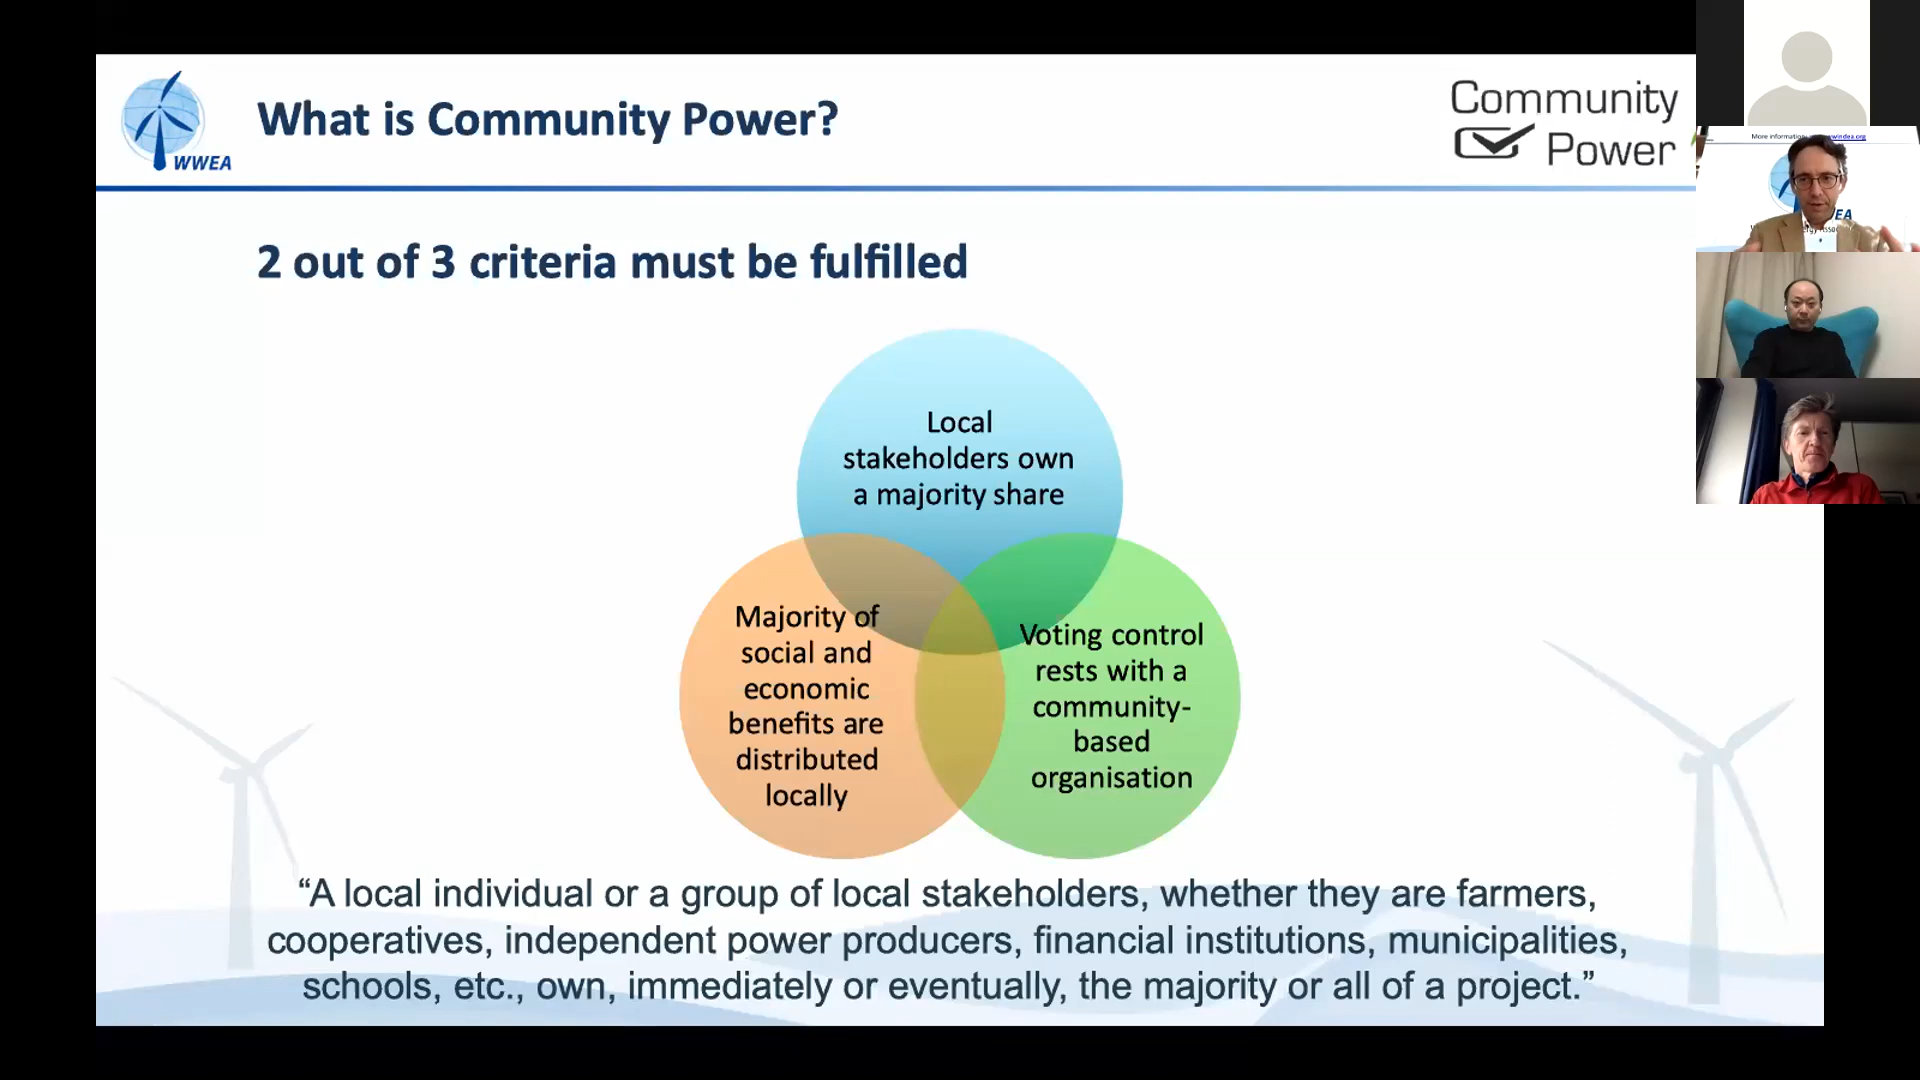 WWEA
What is Community Power?
Community
Power
2 out of 3 criteria must be fulfilled
Local
stakeholders own
a majority share
Majority of
social and
economic
benefits are
distributed
locally
Voting control
rests with a
community-
based
organisation
“A local individual or a group of local stakeholders, whether they are farmers,
cooperatives, independent power producers, financial institutions, municipalities,
schools, etc., own, immediately or eventually, the majority or all of a project.”
More information
EA